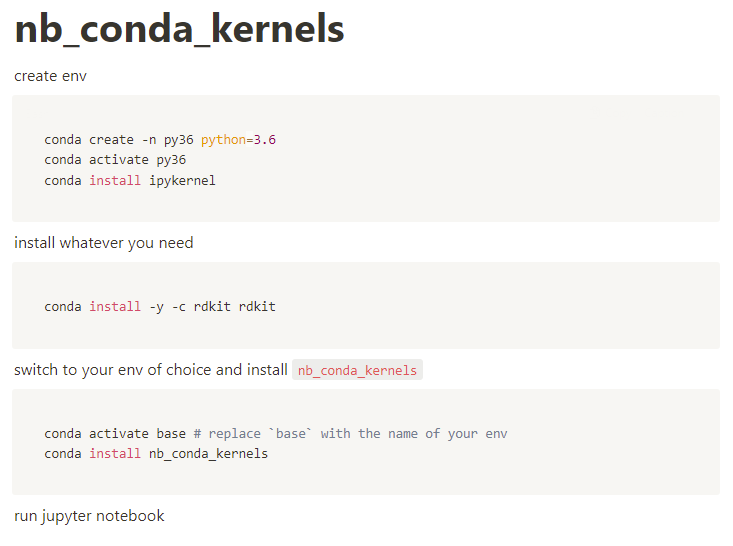 nb_conda_kernels
create env
conda create -n py36 python=3.6
conda activate py36
conda install ipykernel
install whatever you need
conda install -y -c rdkit rdkit
switch to your env of choice and install nb_conda_kernels
conda activate base # replace `base` with the name of your env
conda install nb_conda_kernels
run jupyter notebook